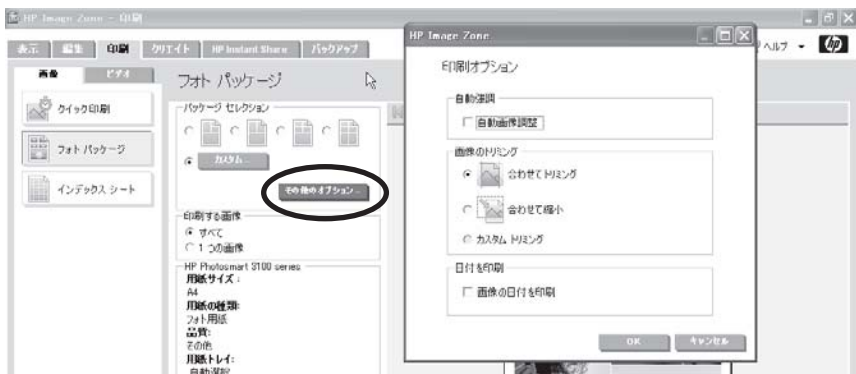 HP Image Zone - 印刷
表示 編集 印刷 クリエイト HP Instant Share バックアップ
ヘルプ
hp
画像 ビデオ
クイック印刷
フォト パッケージ
インデックス シート
フォト パッケージ
パッケージ セレクション
カスタム...
その他のオプション...
印刷する画像
すべて
1 つの画像
HP Photosmart 3100 series
用紙サイズ:
A4
用紙の種類:
フォト用紙
品質:
その他
用紙トレイ:
自動選択
HP Image Zone
印刷オプション
自動強調
自動画像調整
画像のトリミング
合わせてトリミング
合わせて縮小
カスタム トリミング
日付を印刷
画像の日付を印刷
OK キャンセル